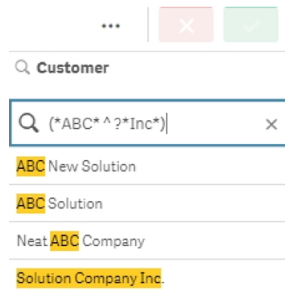 •••
Customer
(*ABC* ^ ?*Inc*)
ABC New Solution
ABC Solution
Neat ABC Company
Solution Company Inc.